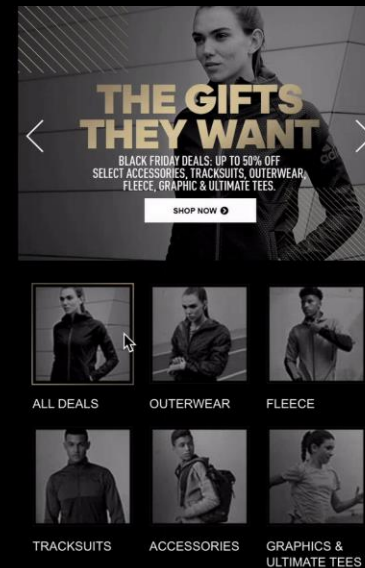 THE GIFTS
THEY WANT
BLACK FRIDAY DEALS: UP TO 50% OFF
SELECT ACCESSORIES, TRACKSUITS, OUTERWEAR,
FLEECE, GRAPHIC & ULTIMATE TEES.
SHOP NOW
adidas
ALL DEALS
OUTERWEAR
FLEECE
TRACKSUITS
ACCESSORIES
GRAPHICS &
ULTIMATE TEES